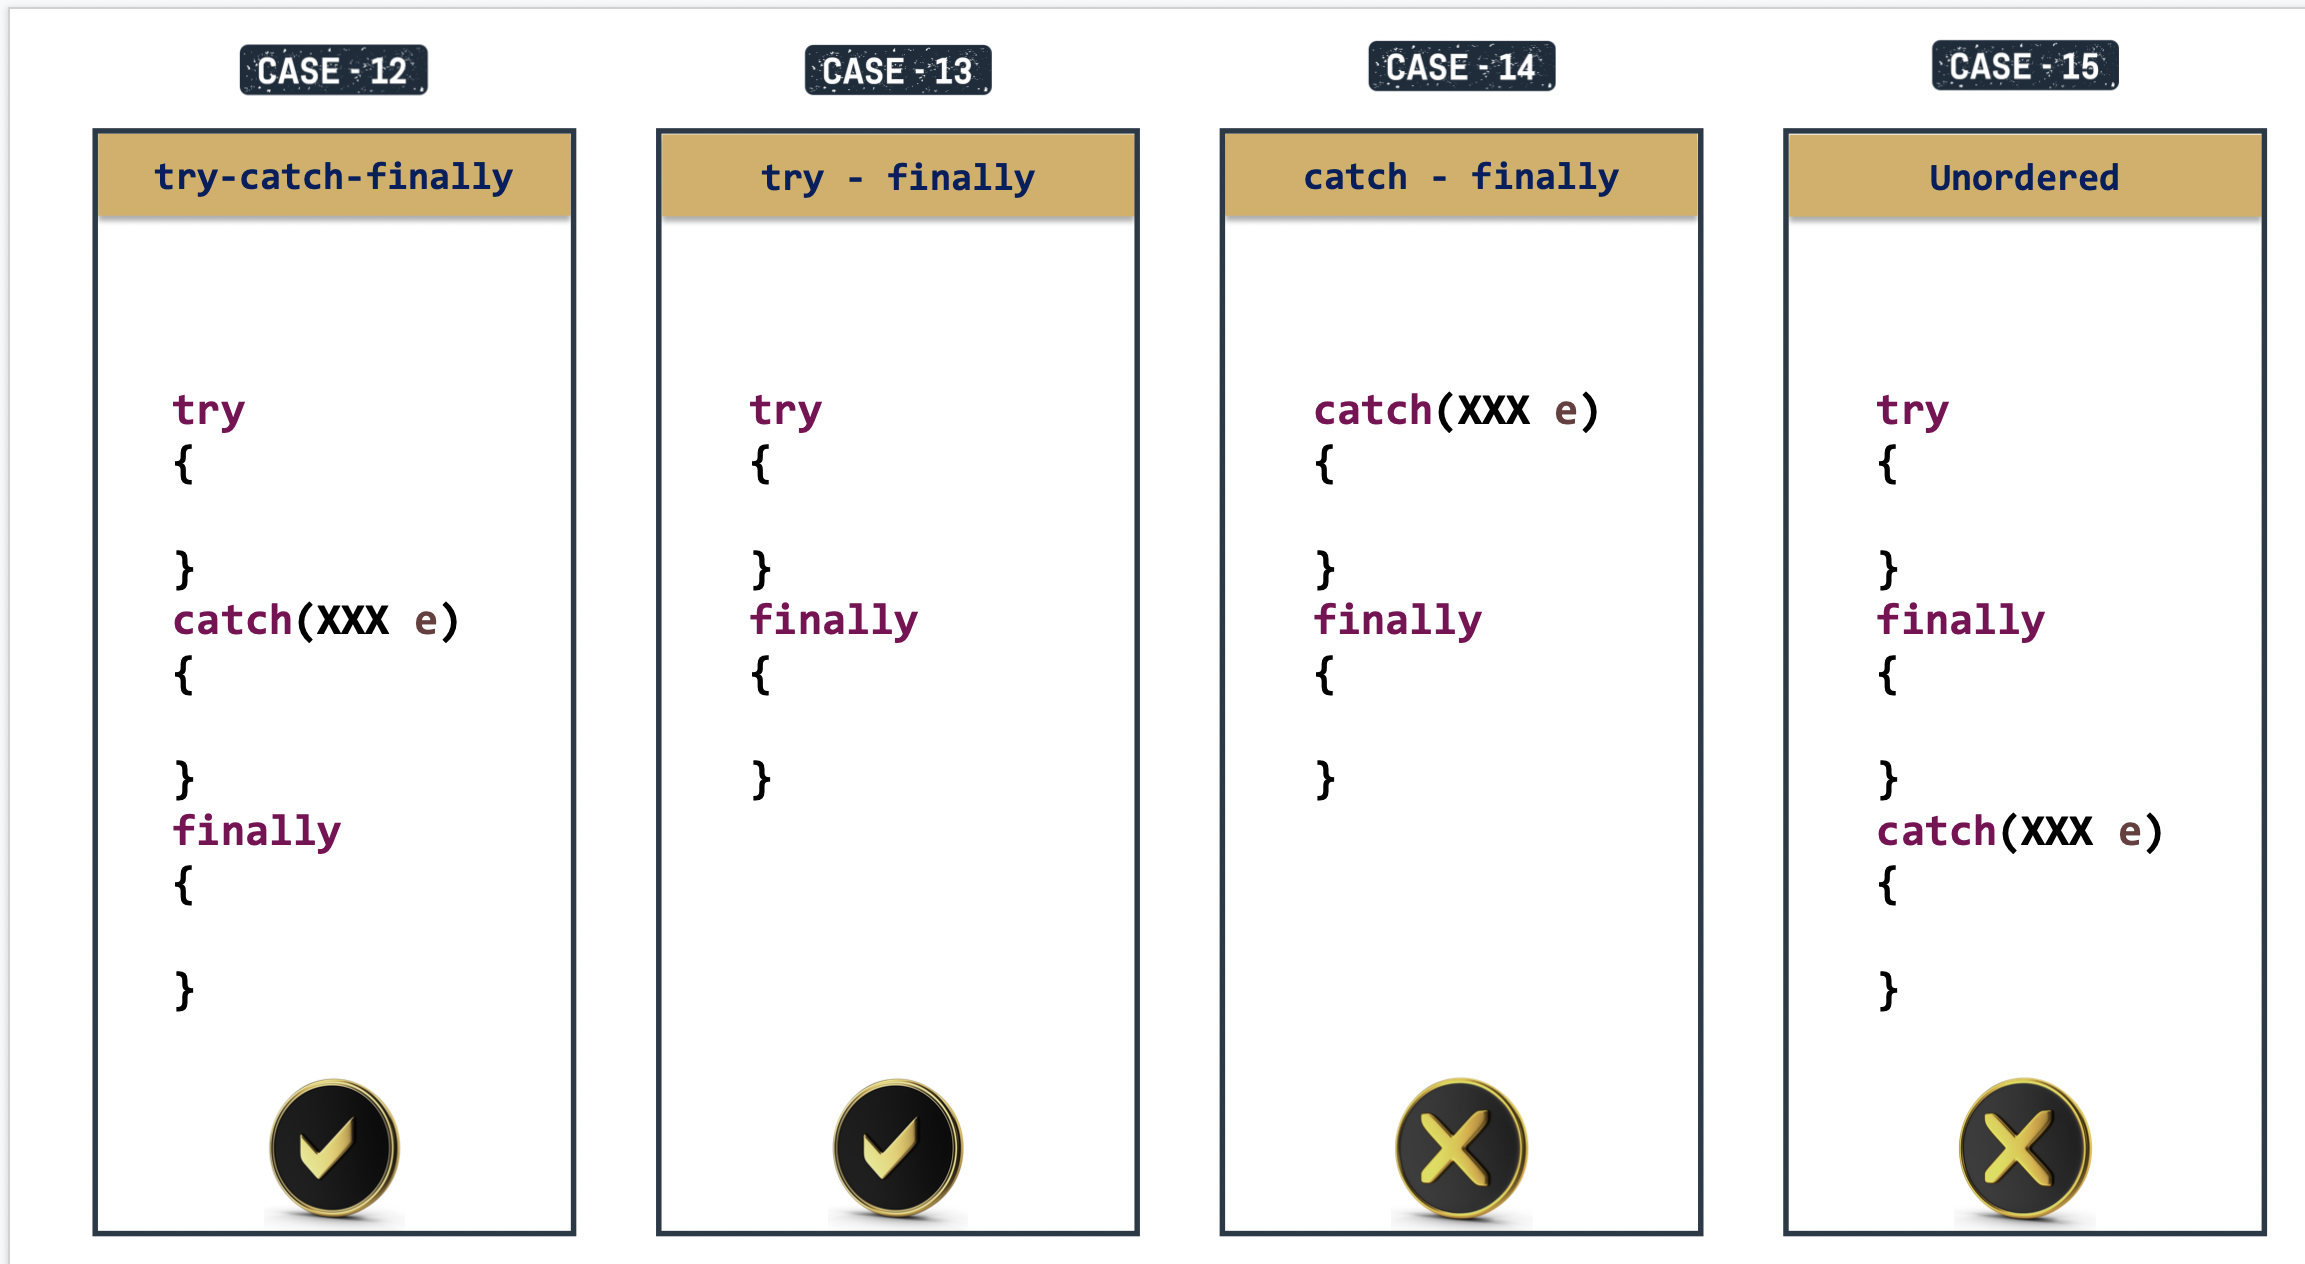 CASE - 12
try-catch-finally
try
{
}
catch(XXX e)
{
}
finally
{
}
CASE - 13
try - finally
try
{
}
finally
{
}
CASE - 14
catch - finally
catch(XXX e)
{
}
finally
{
}
CASE - 15
Unordered
try
{
}
finally
{
}
catch(XXX e)
{
}